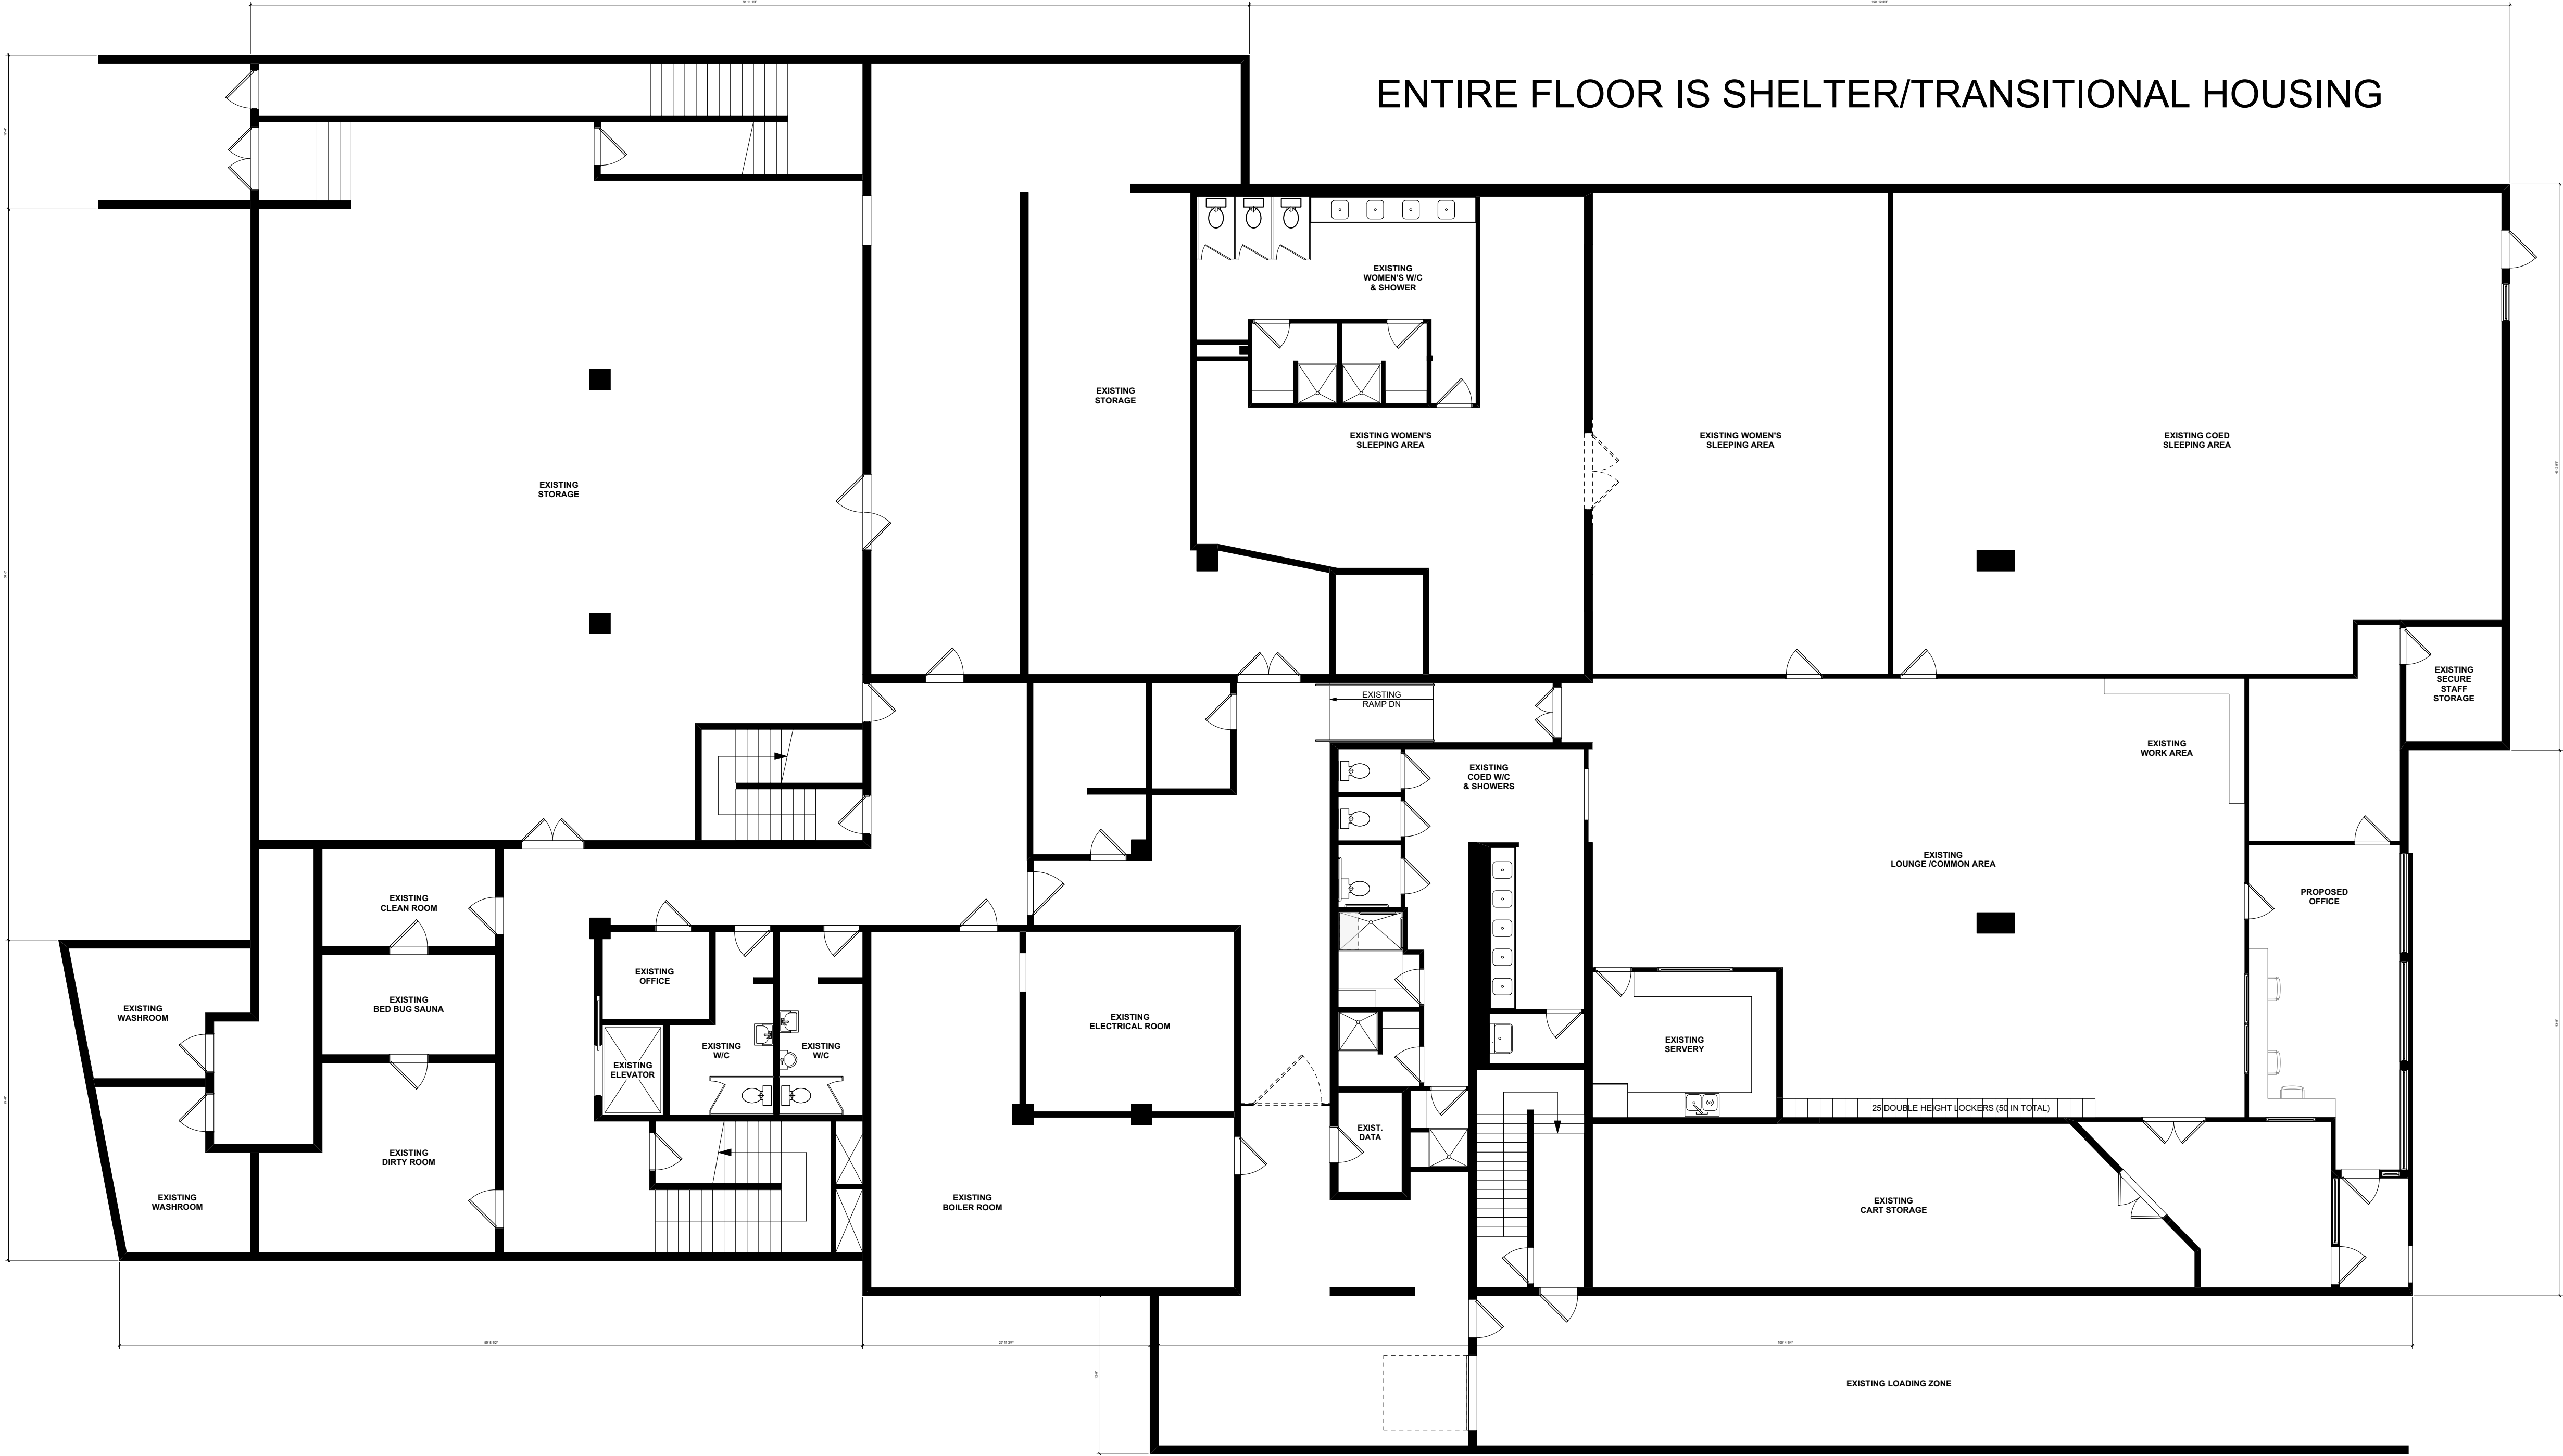 ENTIRE FLOOR IS SHELTER/TRANSITIONAL HOUSING
EXISTING
WOMEN'S W/C
& SHOWER
EXISTING
STORAGE
EXISTING WOMEN'S
SLEEPING AREA
EXISTING WOMEN'S
SLEEPING AREA
EXISTING COED
SLEEPING AREA
EXISTING
STORAGE
EXISTING
SECURE
STAFF
STORAGE
EXISTING
RAMP DN
EXISTING
WORK AREA
EXISTING
COED W/C
& SHOWERS
EXISTING
LOUNGE /COMMON AREA
EXISTING
CLEAN ROOM
PROPOSED
OFFICE
EXISTING
OFFICE
EXISTING
BED BUG SAUNA
EXISTING
WASHROOM
EXISTING
ELECTRICAL ROOM
EXISTING
W/C
EXISTING
W/C
EXISTING
SERVERY
EXISTING
ELEVATOR
25 DOUBLE HEIGHT LOCKERS (50 IN TOTAL)
EXIST.
DATA
EXISTING
DIRTY ROOM
EXISTING
WASHROOM
EXISTING
BOILER ROOM
EXISTING
CART STORAGE
EXISTING LOADING ZONE